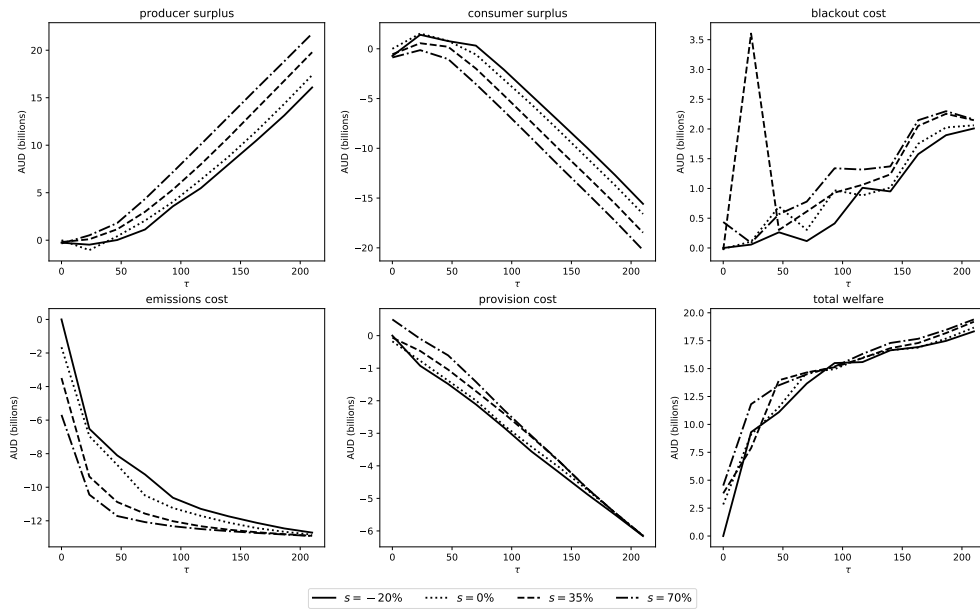 producer surplus
AUD (billions)
20
15
10
5
0
0 50 100 150 200
τ
consumer surplus
AUD (billions)
0
−5
−10
−15
−20
0 50 100 150 200
τ
blackout cost
AUD (billions)
3.5
3.0
2.5
2.0
1.5
1.0
0.5
0.0
0 50 100 150 200
τ
emissions cost
AUD (billions)
0
−2
−4
−6
−8
−10
−12
0 50 100 150 200
τ
provision cost
AUD (billions)
0
−1
−2
−3
−4
−5
−6
0 50 100 150 200
τ
total welfare
AUD (billions)
20.0
17.5
15.0
12.5
10.0
7.5
5.0
2.5
0.0
0 50 100 150 200
τ
s = −20% s = 0% s = 35% s = 70%